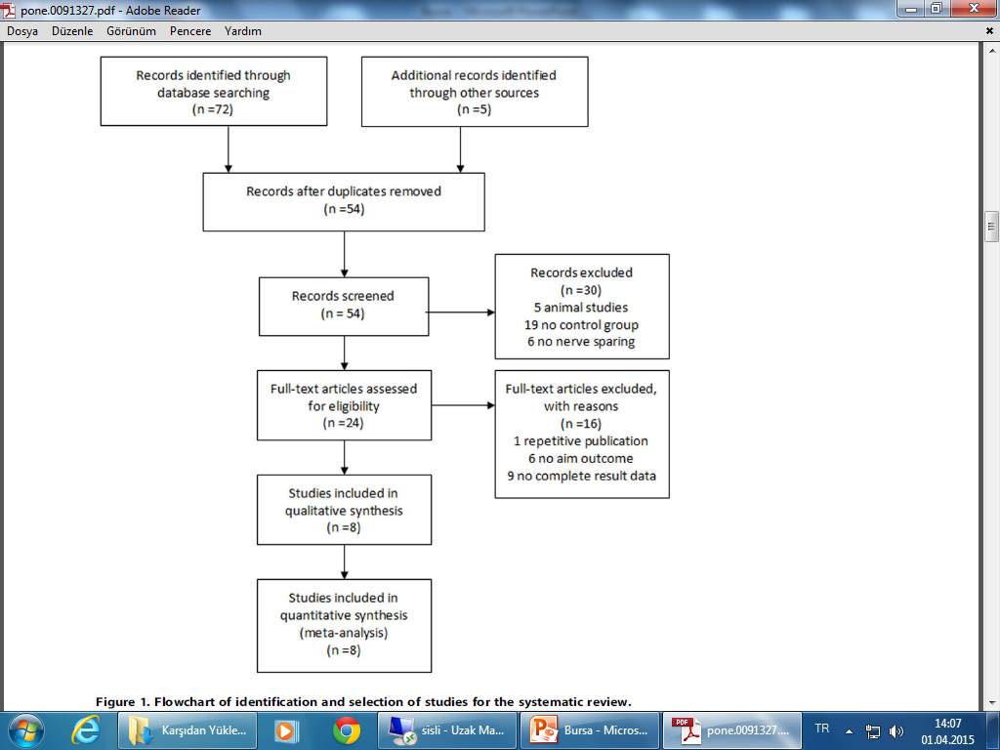 pone.0091327.pdf - Adobe Reader
Dosya Düzenle Görünüm Pencere Yardım
Records identified through
database searching
(n =72)
Additional records identified
through other sources
(n =5)
Records after duplicates removed
(n =54)
Records screened
(n = 54)
Records excluded
(n =30)
5 animal studies
19 no control group
6 no nerve sparing
Full-text articles assessed
for eligibility
(n =24)
Full-text articles excluded,
with reasons
(n =16)
1 repetitive publication
6 no aim outcome
9 no complete result data
Studies included in
qualitative synthesis
(n =8)
Studies included in
quantitative synthesis
(meta-analysis)
(n =8)
Figure 1. Flowchart of identification and selection of studies for the systematic review.
Karşıdan Yükle...
sisli - Uzak Ma...
Bursa - Micros...
PDF
pone.0091327....
TR
14:07
01.04.2015